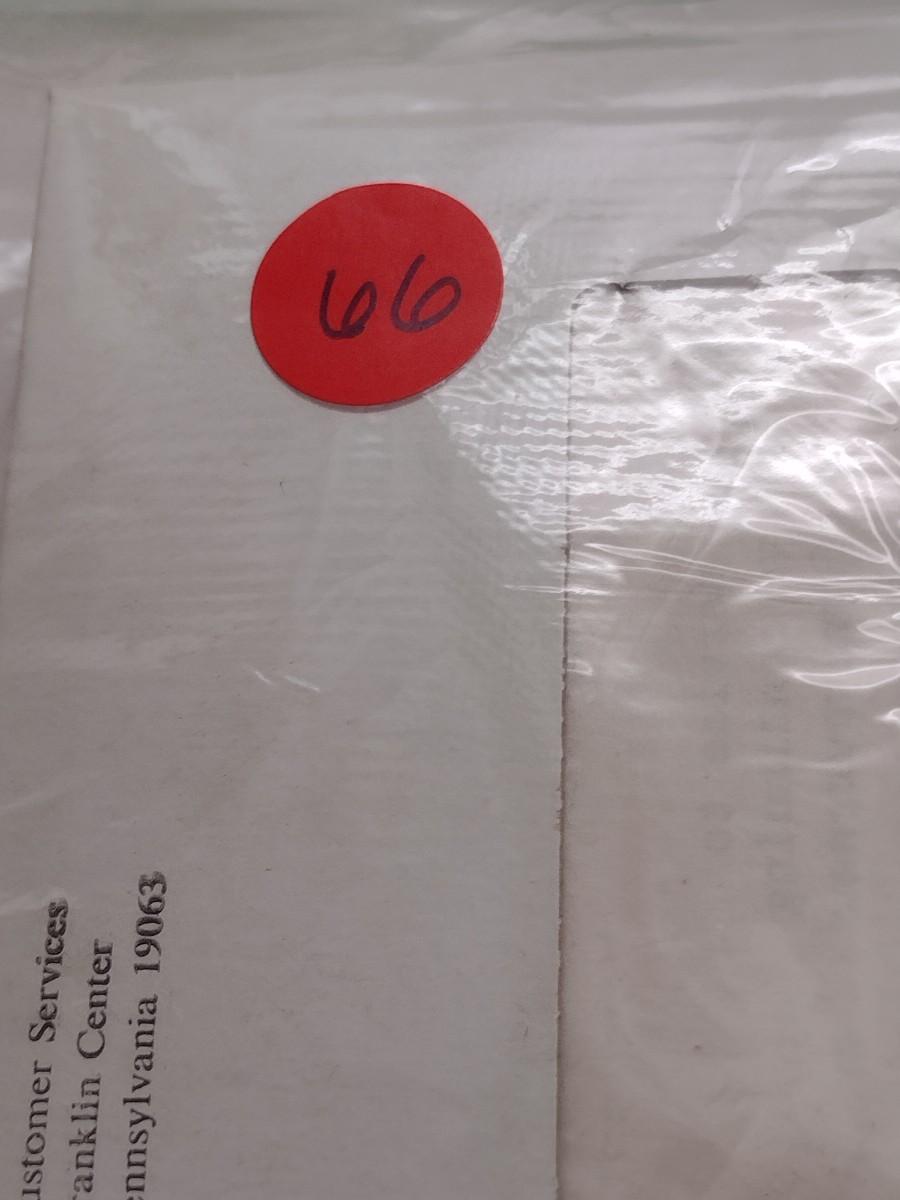 66
ustomer Services
anklin Center
ennsylvania 19063